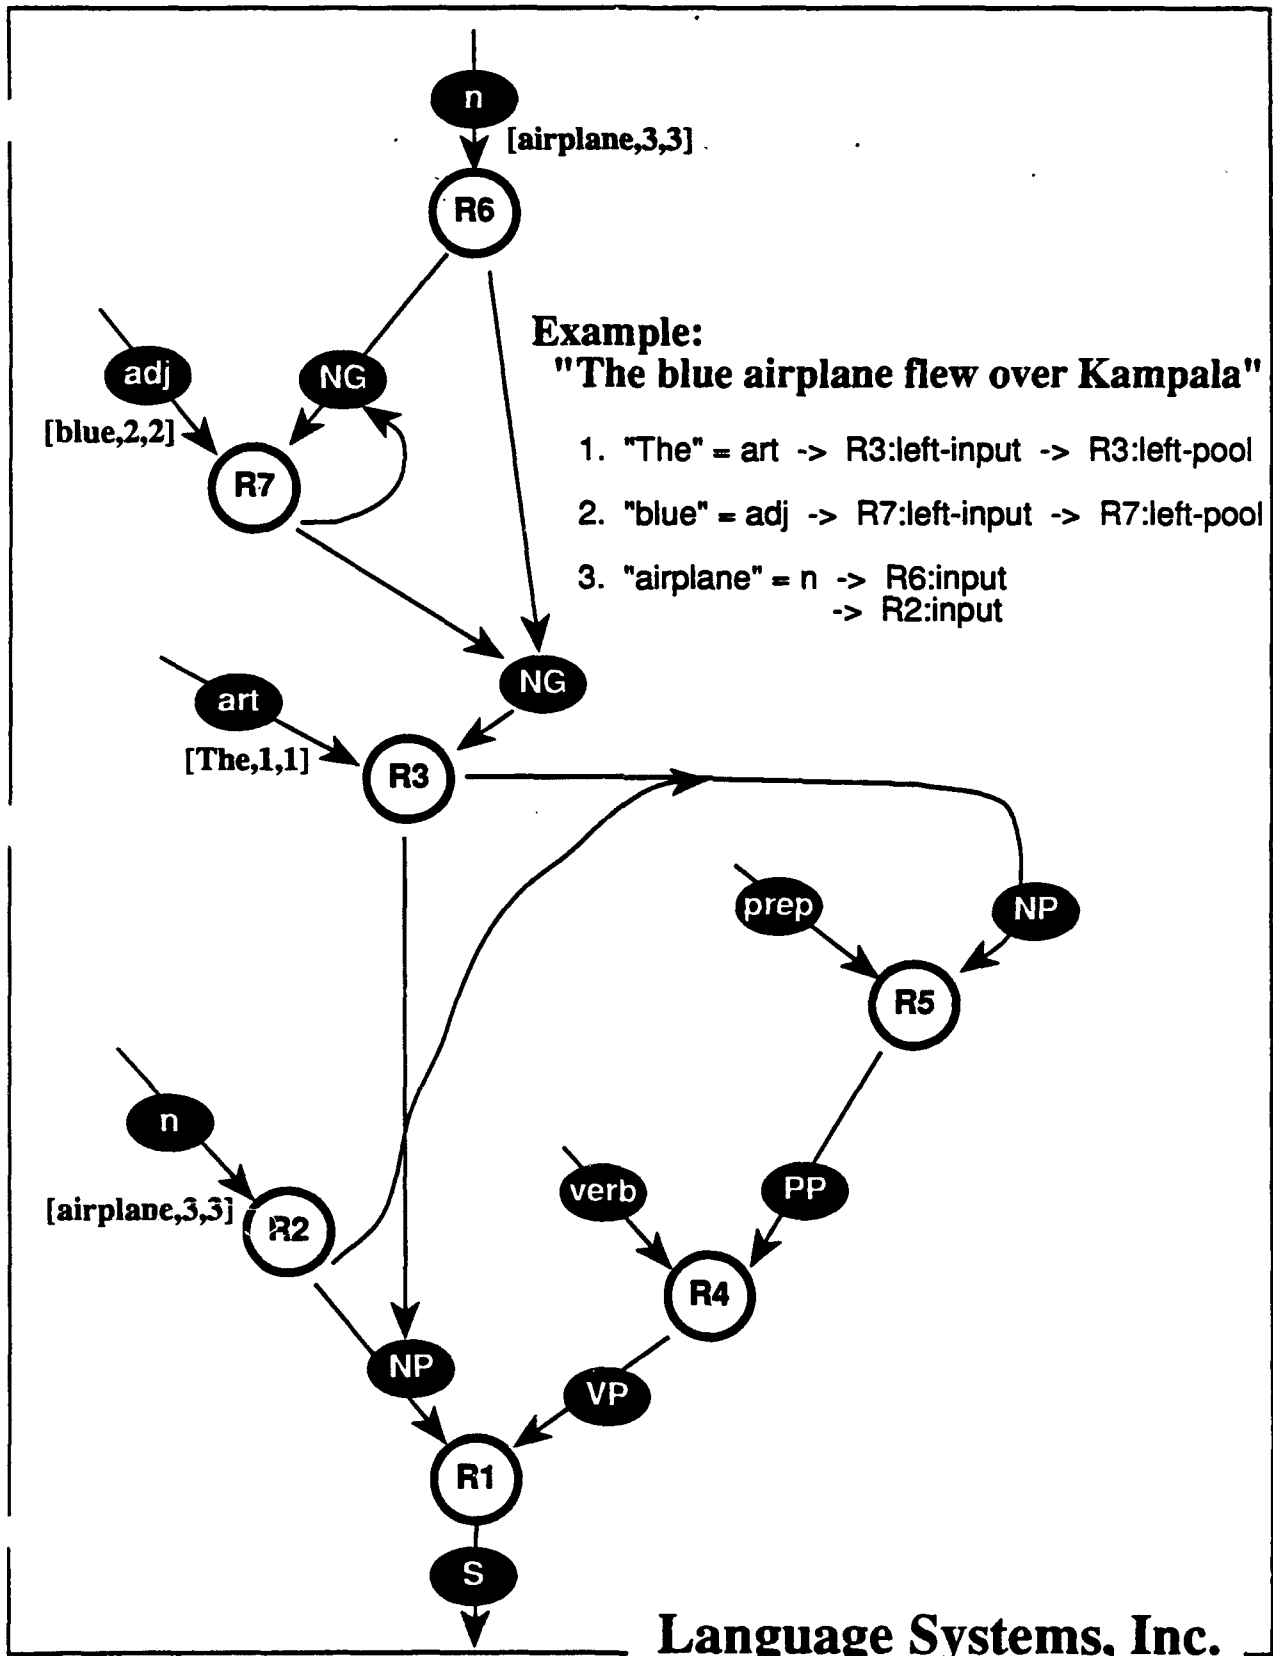 n
[airplane,3,3]
R6
Example:
"The blue airplane flew over Kampala"
adj
NG
[blue,2,2]
R7
1. "The" = art -> R3:left-input -> R3:left-pool
2. "blue" = adj -> R7:left-input -> R7:left-pool
3. "airplane" = n -> R6:input
-> R2:input
NG
art
[The,1,1]
R3
prep
NP
R5
n
[airplane,3,3]
R2
verb
PP
R4
NP
VP
R1
S
Language Systems, Inc.